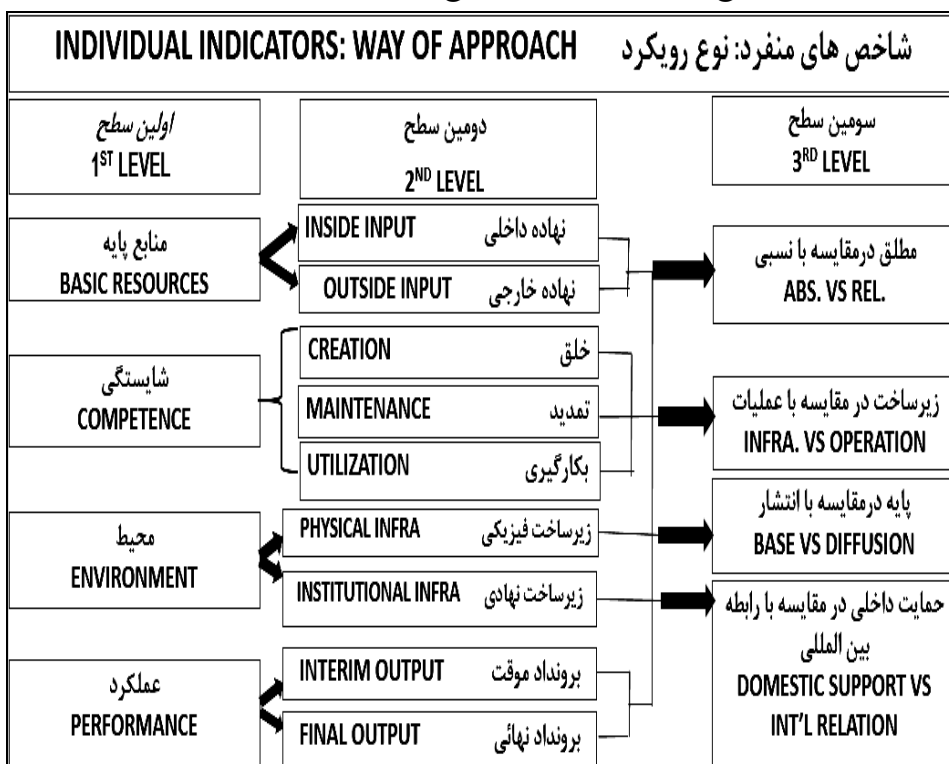 INDIVIDUAL INDICATORS: WAY OF APPROACH شاخص های منفرد: نوع رویکرد
اولین سطح
1ST LEVEL
دومین سطح
2ND LEVEL
سومین سطح
3RD LEVEL
منابع پایه
BASIC RESOURCES
INSIDE INPUT نهاده داخلی
OUTSIDE INPUT نهاده خارجی
مطلق درمقایسه با نسبی
ABS. VS REL.
شایستگی
COMPETENCE
CREATION خلق
MAINTENANCE تمدید
UTILIZATION بکارگیری
زیرساخت در مقایسه با عملیات
INFRA. VS OPERATION
محیط
ENVIRONMENT
PHYSICAL INFRA زیرساخت فیزیکی
INSTITUTIONAL INFRA زیرساخت نهادی
پایه درمقایسه با انتشار
BASE VS DIFFUSION
حمایت داخلی در مقایسه با رابطه
بین المللی
DOMESTIC SUPPORT VS
INT'L RELATION
عملکرد
PERFORMANCE
INTERIM OUTPUT برونداد موقت
FINAL OUTPUT برونداد نهائی